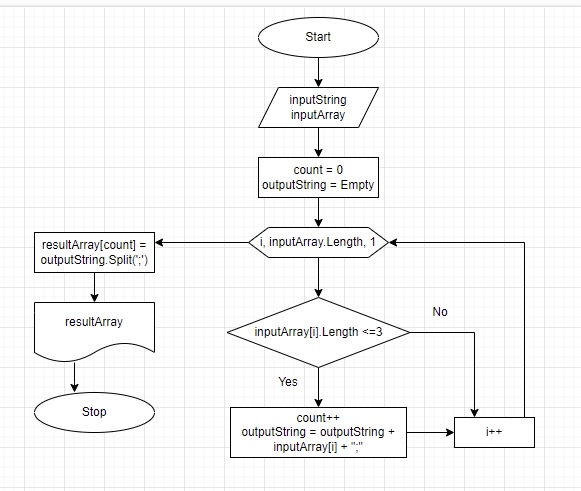 Start
inputString
inputArray
count = 0
outputString = Empty
i, inputArray.Length, 1
resultArray[count] =
outputString.Split(';')
resultArray
Stop
inputArray[i].Length <=3
No
Yes
count++
outputString = outputString +
inputArray[i] + ";"
i++